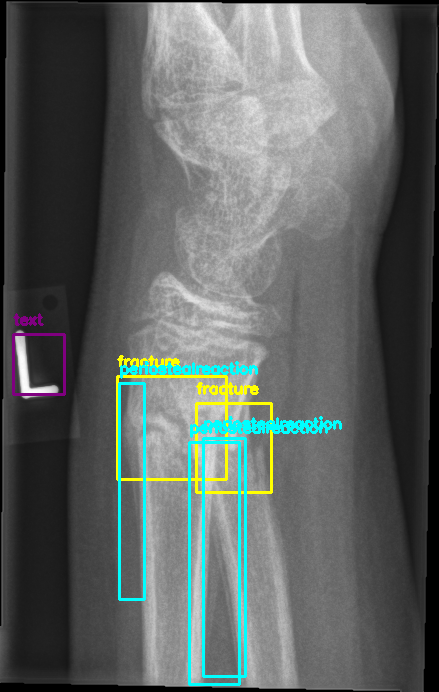 text
L
fracture
periostealreaction
fracture
periostealreaction
periostealreaction